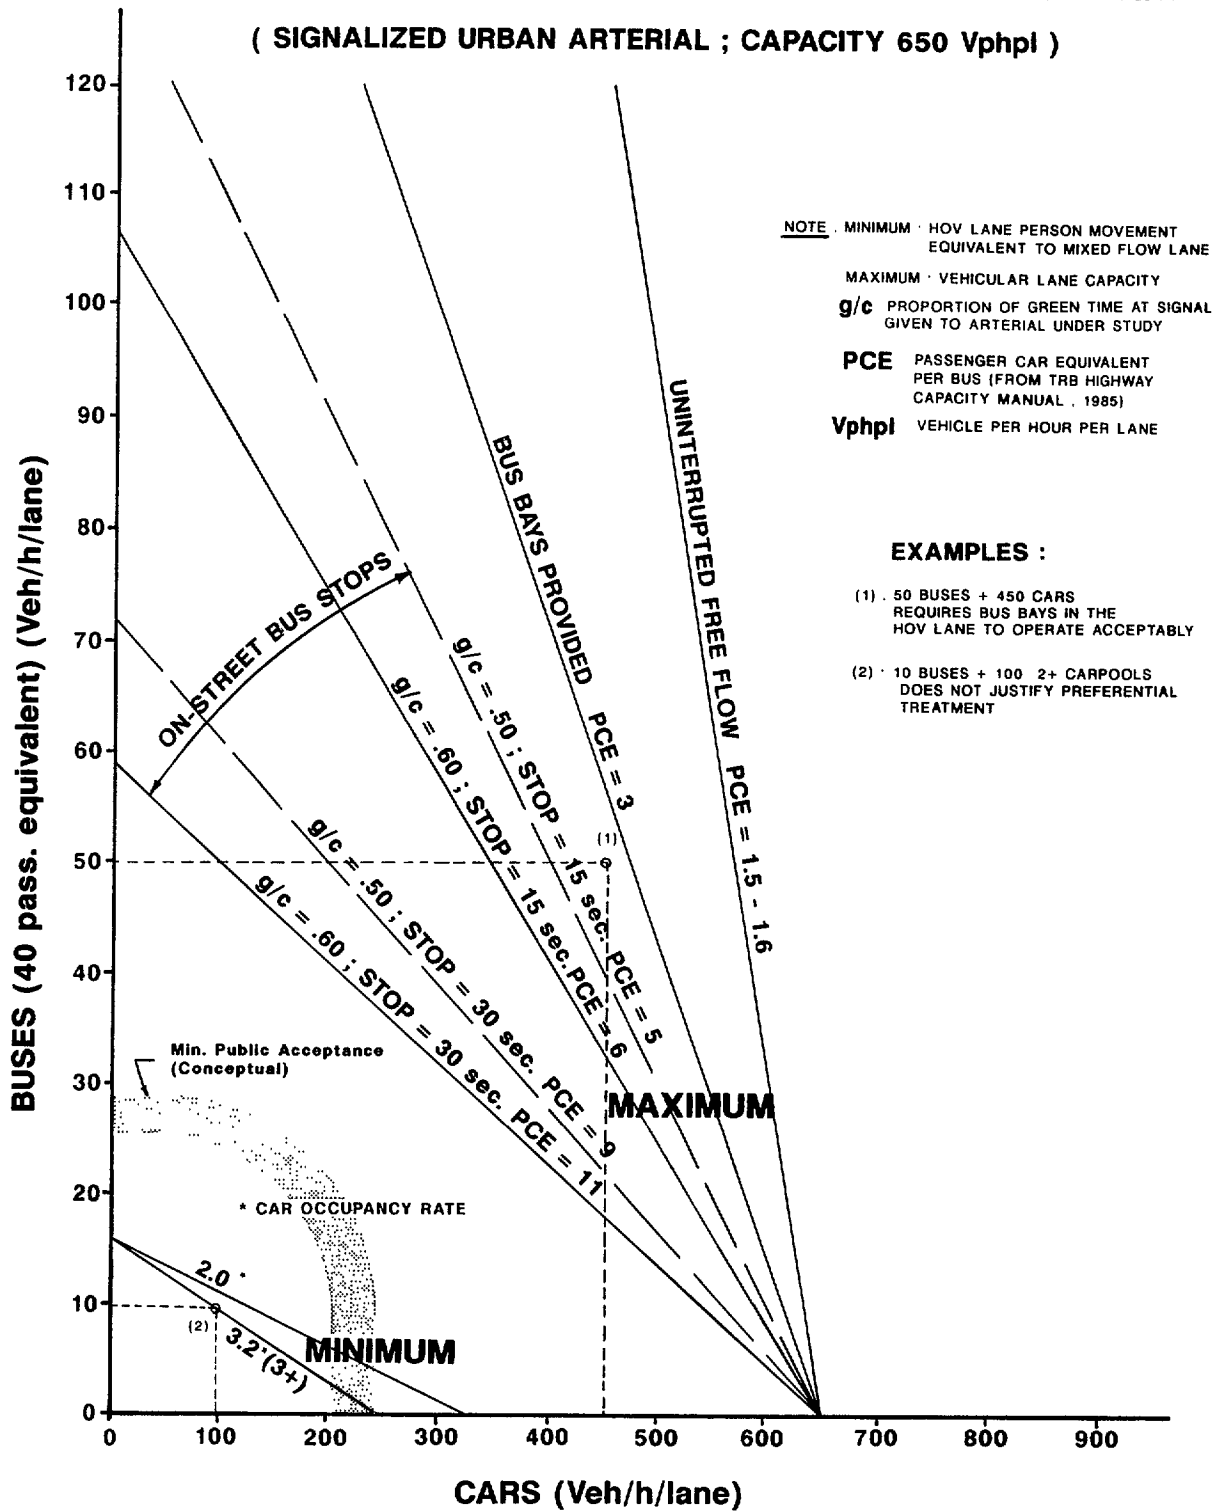 ( SIGNALIZED URBAN ARTERIAL ; CAPACITY 650 Vphpl )
120
110
100
90
80
70
60
50
40
30
20
10
0
BUSES (40 pass. equivalent) (Veh/h/lane)
NOTE . MINIMUM · HOV LANE PERSON MOVEMENT
EQUIVALENT TO MIXED FLOW LANE
MAXIMUM · VEHICULAR LANE CAPACITY
g/c PROPORTION OF GREEN TIME AT SIGNAL
GIVEN TO ARTERIAL UNDER STUDY
PCE PASSENGER CAR EQUIVALENT
PER BUS (FROM TRB HIGHWAY
CAPACITY MANUAL . 1985)
Vphpl VEHICLE PER HOUR PER LANE
EXAMPLES :
(1) . 50 BUSES + 450 CARS
REQUIRES BUS BAYS IN THE
HOV LANE TO OPERATE ACCEPTABLY
(2) · 10 BUSES + 100 2+ CARPOOLS
DOES NOT JUSTIFY PREFERENTIAL
TREATMENT
UNINTERRUPTED FREE FLOW PCE = 1.5 - 1.6
BUS BAYS PROVIDED PCE = 3
ON-STREET BUS STOPS
g/c = .50 ; STOP = 15 sec. PCE = 5
g/c = .60 ; STOP = 15 sec. PCE = 6
g/c = .50 ; STOP = 30 sec. PCE = 9
g/c = .60 ; STOP = 30 sec. PCE = 11
(1)
MAXIMUM
Min. Public Acceptance
(Conceptual)
* CAR OCCUPANCY RATE
2.0 *
(2)
3.2*(3+)
MINIMUM
0 100 200 300 400 500 600 700 800 900
CARS (Veh/h/lane)